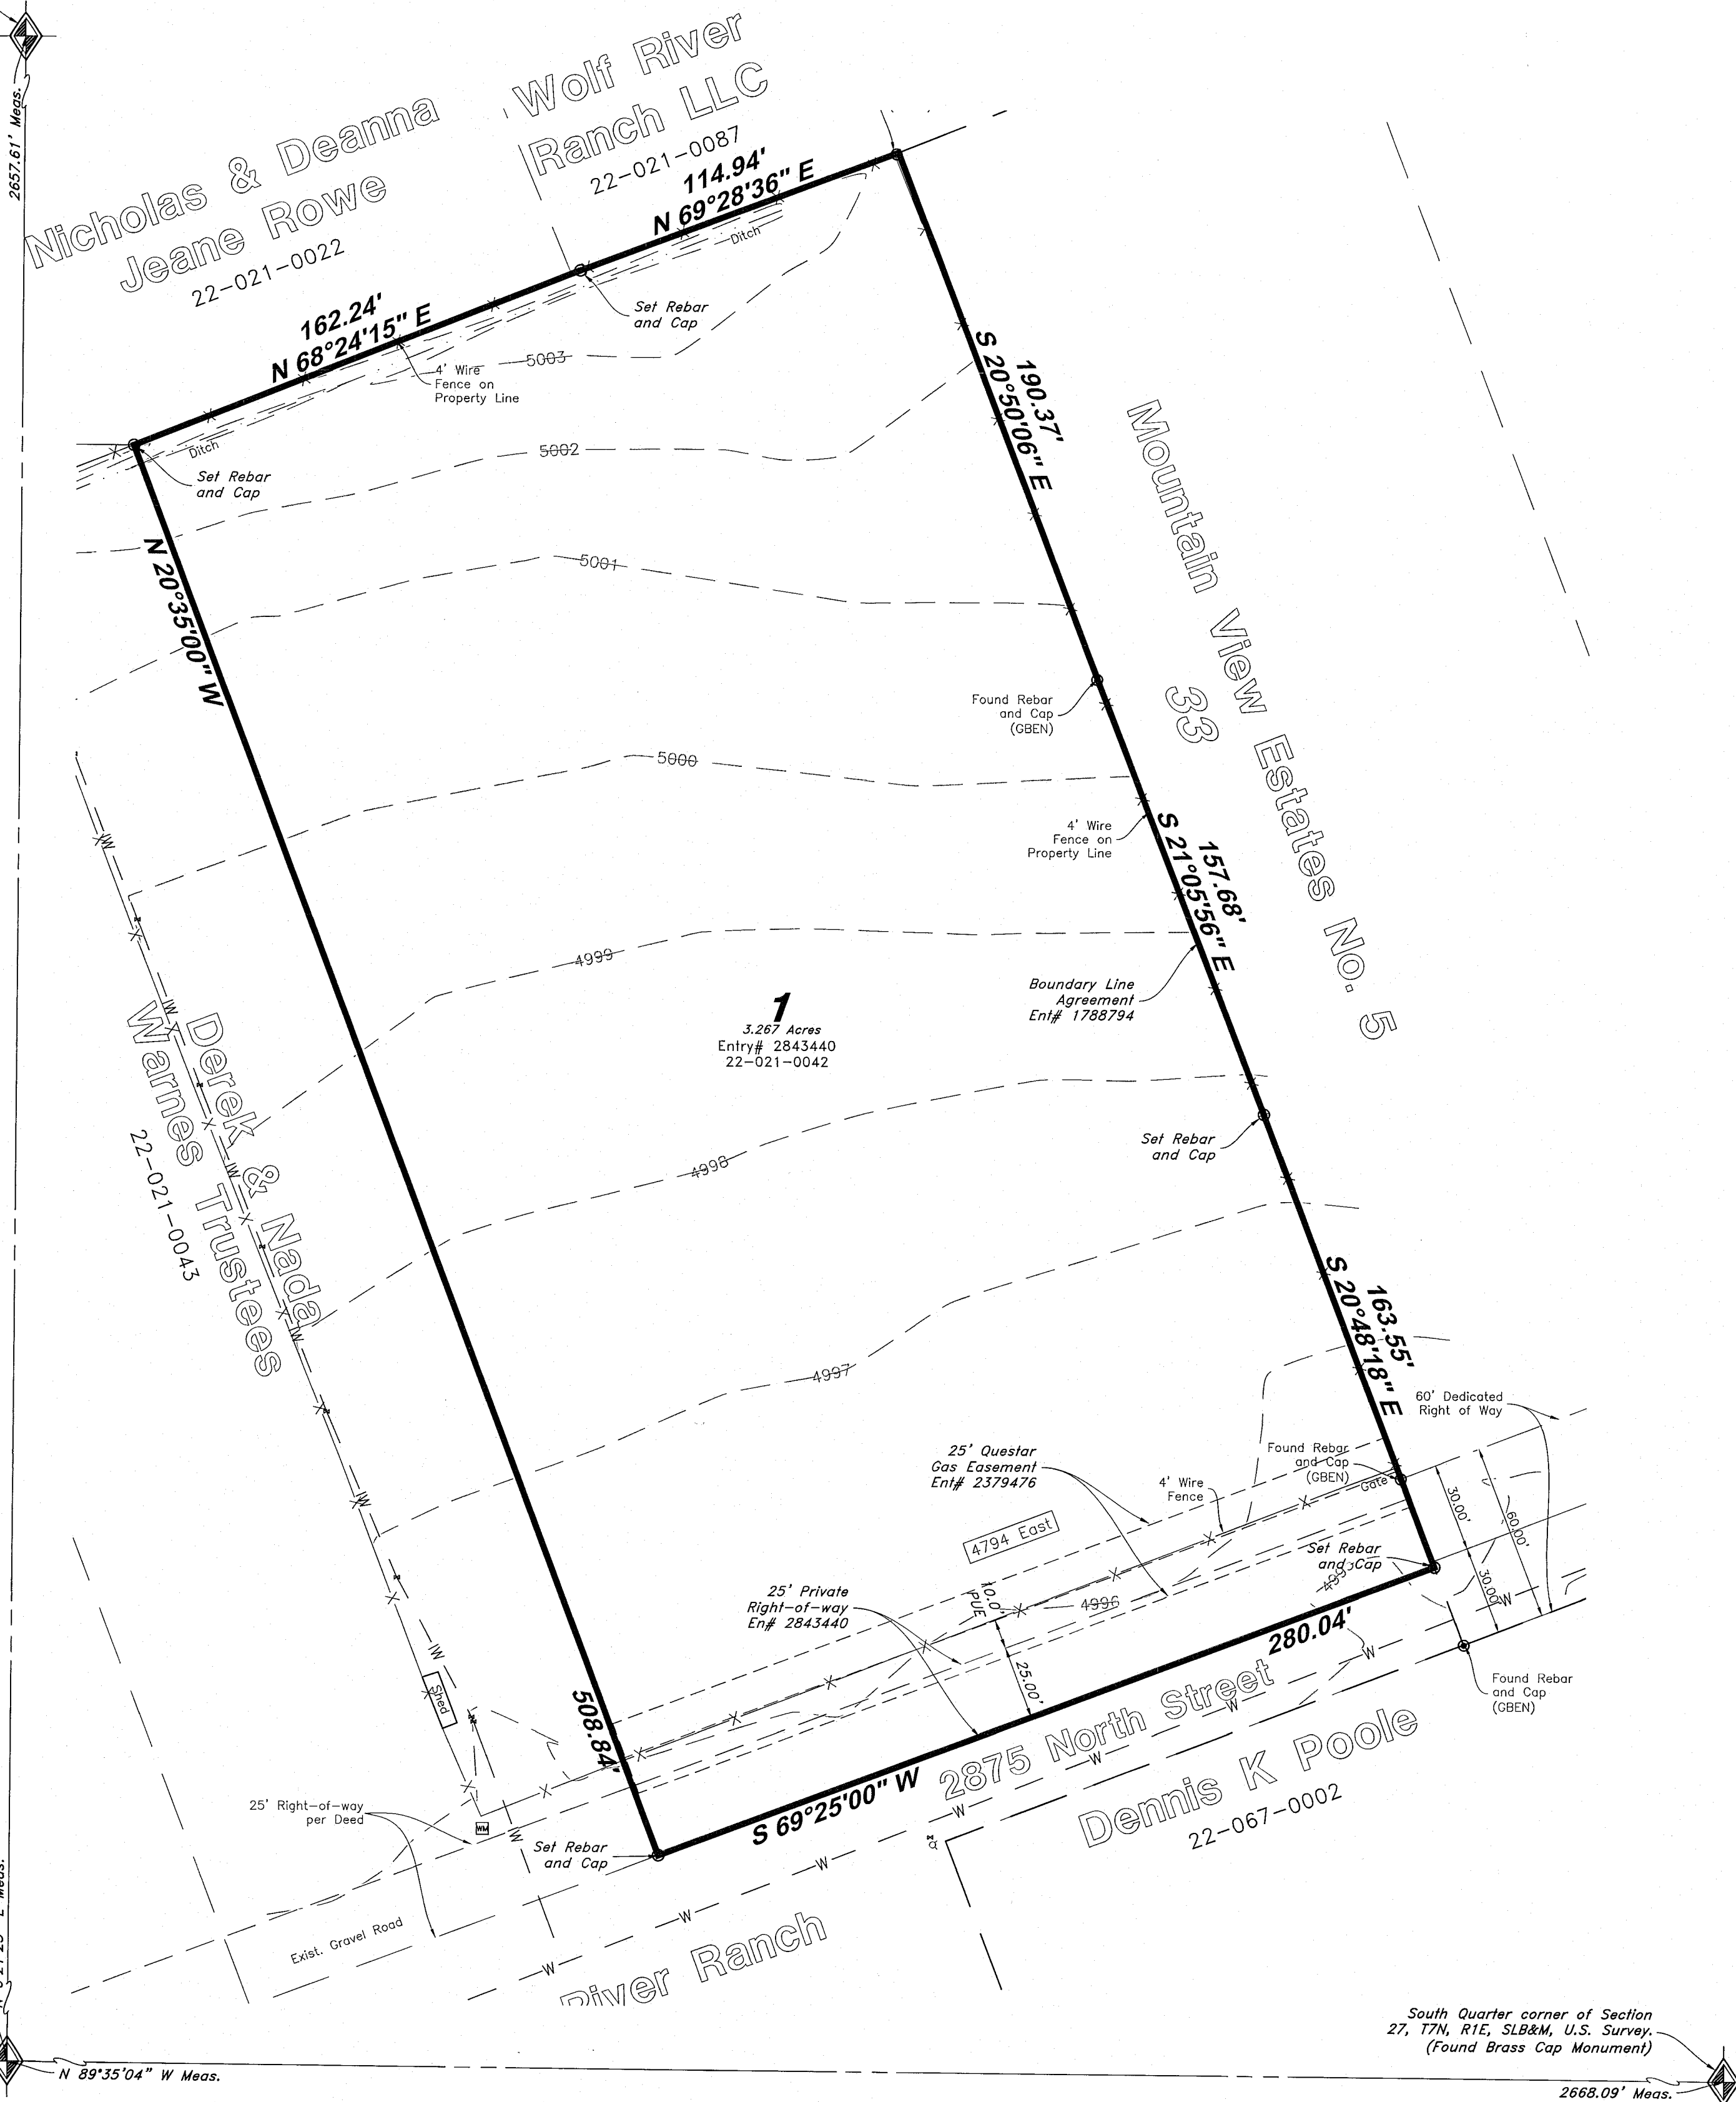 2657.61' Meas.
Nicholas & Deanna
Jeane Rowe
22-021-0022
Wolf River
Ranch LLC
22-021-0087
114.94'
N 69°28'36" E
162.24'
N 68°24'15" E
Ditch
Set Rebar
and Cap
4' Wire
Fence on
Property Line
5003
Ditch
Set Rebar
and Cap
5002
190.37'
S 20°50'06" E
N 20°35'00" W
5001
Mountain View Estates No. 5
33
Found Rebar
and Cap
(GBEN)
5000
4' Wire
Fence on
Property Line
157.68'
S 21°05'56" E
4999
1
3.267 Acres
Entry# 2843440
22-021-0042
Boundary Line
Agreement
Ent# 1788794
Derek & Nada
Warnes Trustees
22-021-0043
Set Rebar
and Cap
4998
163.55'
S 20°48'18" E
4997
60' Dedicated
Right of Way
25' Questar
Gas Easement
Ent# 2379476
4' Wire
Fence
Found Rebar
and Cap
(GBEN)
Gate
30.00'
60.00'
30.00'
4794 East
Set Rebar
and Cap
25' Private
Right-of-way
En# 2843440
10.0'
PUE
4996
25.00'
280.04'
508.84'
Shed
2875 North Street
Found Rebar
and Cap
(GBEN)
S 69°25'00" W
Dennis K Poole
22-067-0002
25' Right-of-way
per Deed
WM
Set Rebar
and Cap
W
W
W
W
W
W
W
W
W
Exist. Gravel Road
River Ranch
South Quarter corner of Section
27, T7N, R1E, SLB&M, U.S. Survey.
(Found Brass Cap Monument)
N 89°35'04" W Meas.
2668.09' Meas.